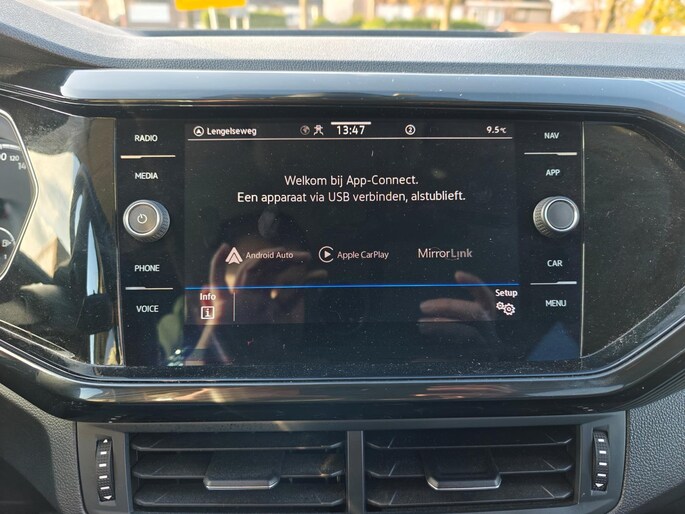 Lengelseweg 13:47 2 9.5°C
RADIO
MEDIA
PHONE
VOICE
Welkom bij App-Connect.
Een apparaat via USB verbinden, alstublieft.
Android Auto Apple CarPlay MirrorLink
Info Setup
NAV
APP
CAR
MENU
120